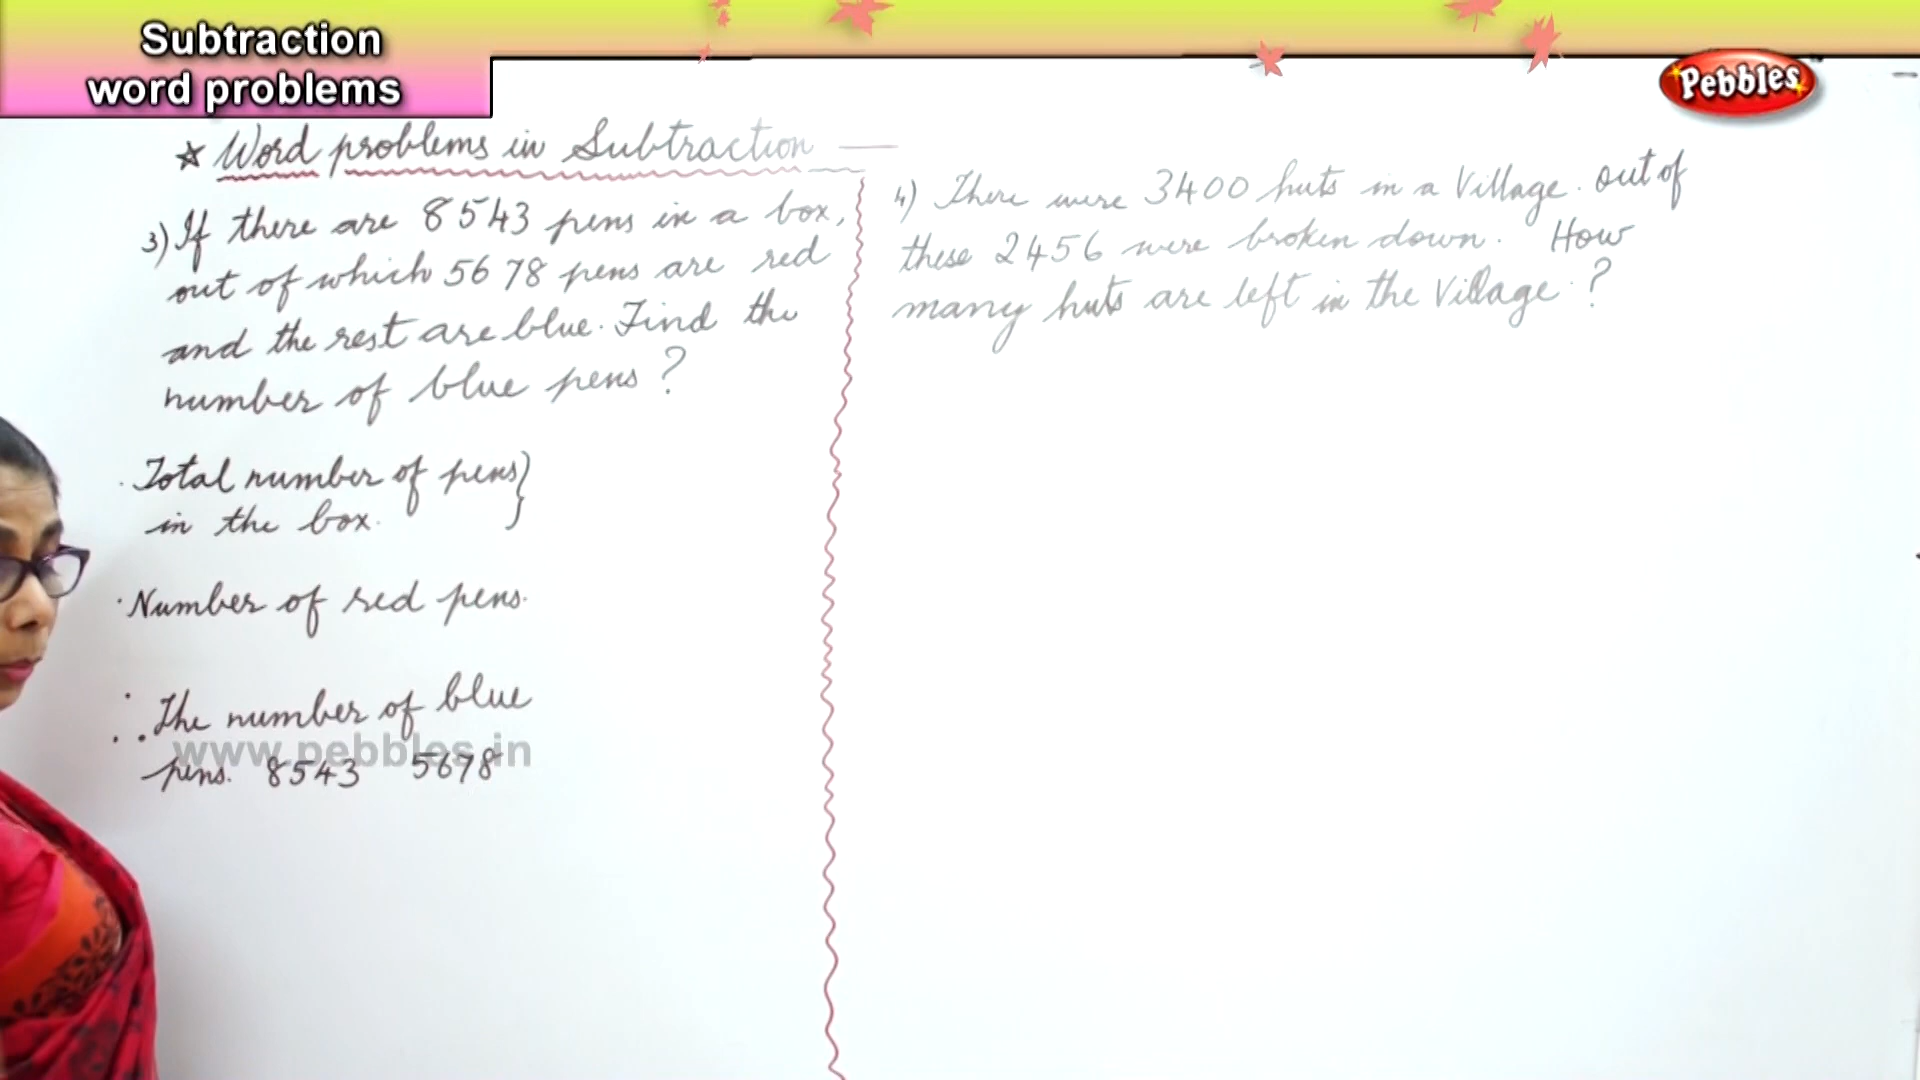 Subtraction
word problems
Pebbles
☆ Word problems in Subtraction
3) If there are 8543 pens in a box,
out of which 5678 pens are red
and the rest are blue. Find the
number of blue pens ?
Total number of pens }
in the box.
Number of red pens.
∴ The number of blue
www.pebbles.in
pens. 8543 5678
4) There were 3400 huts in a Village. out of
these 2456 were broken down. How
many huts are left in the Village. ?